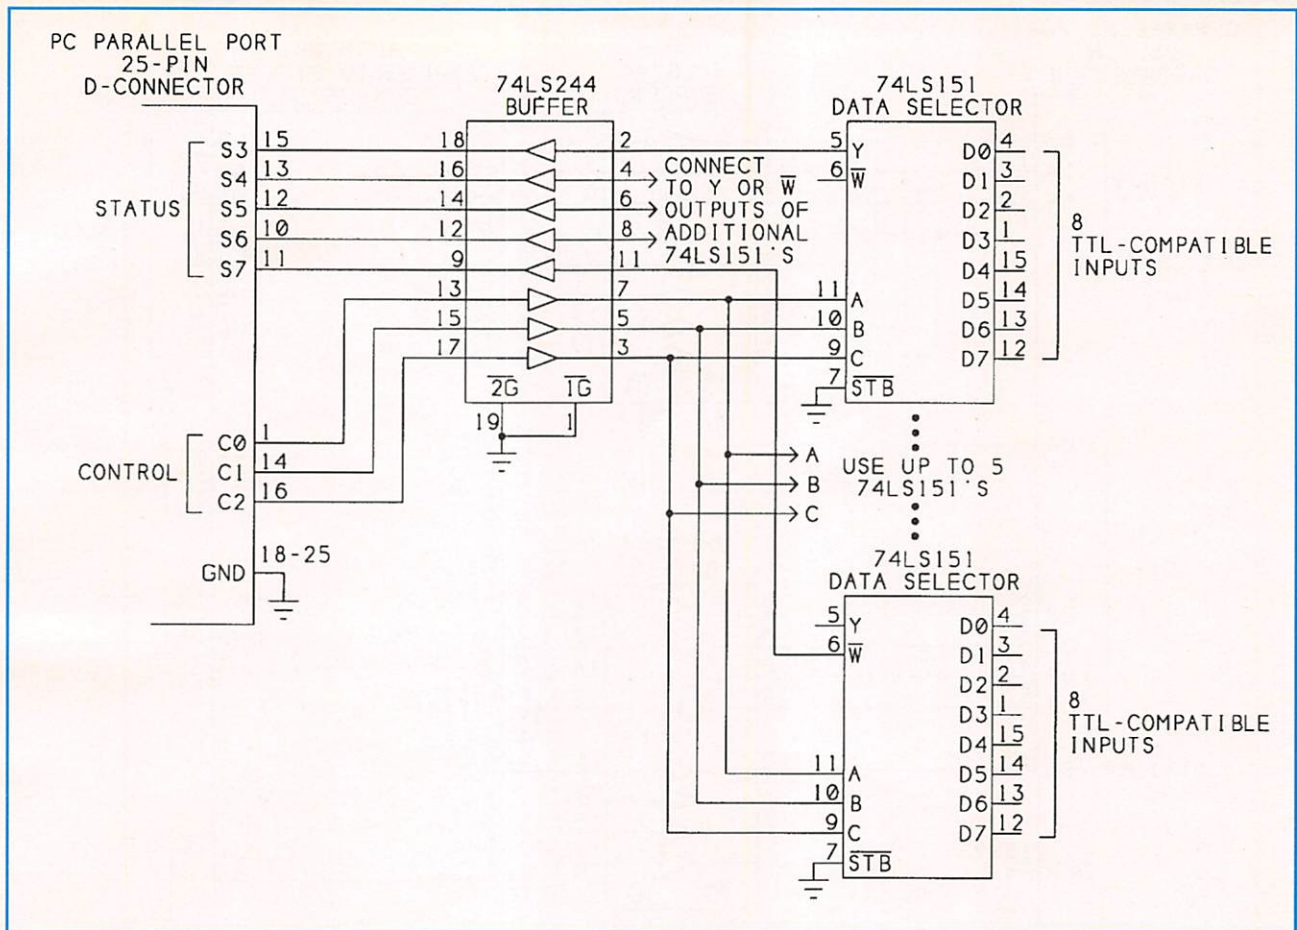 PC PARALLEL PORT
25-PIN
D-CONNECTOR
STATUS
S3 15
S4 13
S5 12
S6 10
S7 11
CONTROL
C0 1
C1 14
C2 16
GND 18-25
74LS244
BUFFER
18 2
16 4
14 6
12 8
9 11
13 7
15 5
17 3
2G 1G
19 1
CONNECT
TO Y OR W
OUTPUTS OF
ADDITIONAL
74LS151'S
74LS151
DATA SELECTOR
5 Y D0 4
6 W D1 3
D2 2
D3 1
D4 15
11 A D5 14
10 B D6 13
9 C D7 12
7 STB
8
TTL-COMPATIBLE
INPUTS
A
B
C
USE UP TO 5
74LS151'S
74LS151
DATA SELECTOR
5 Y D0 4
6 W D1 3
D2 2
D3 1
D4 15
11 A D5 14
10 B D6 13
9 C D7 12
7 STB
8
TTL-COMPATIBLE
INPUTS